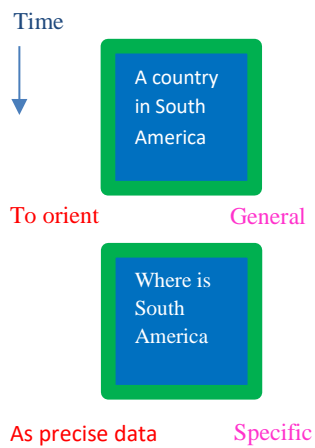 Time
A country
in South
America
To orient
General
Where is
South
America
As precise data
Specific